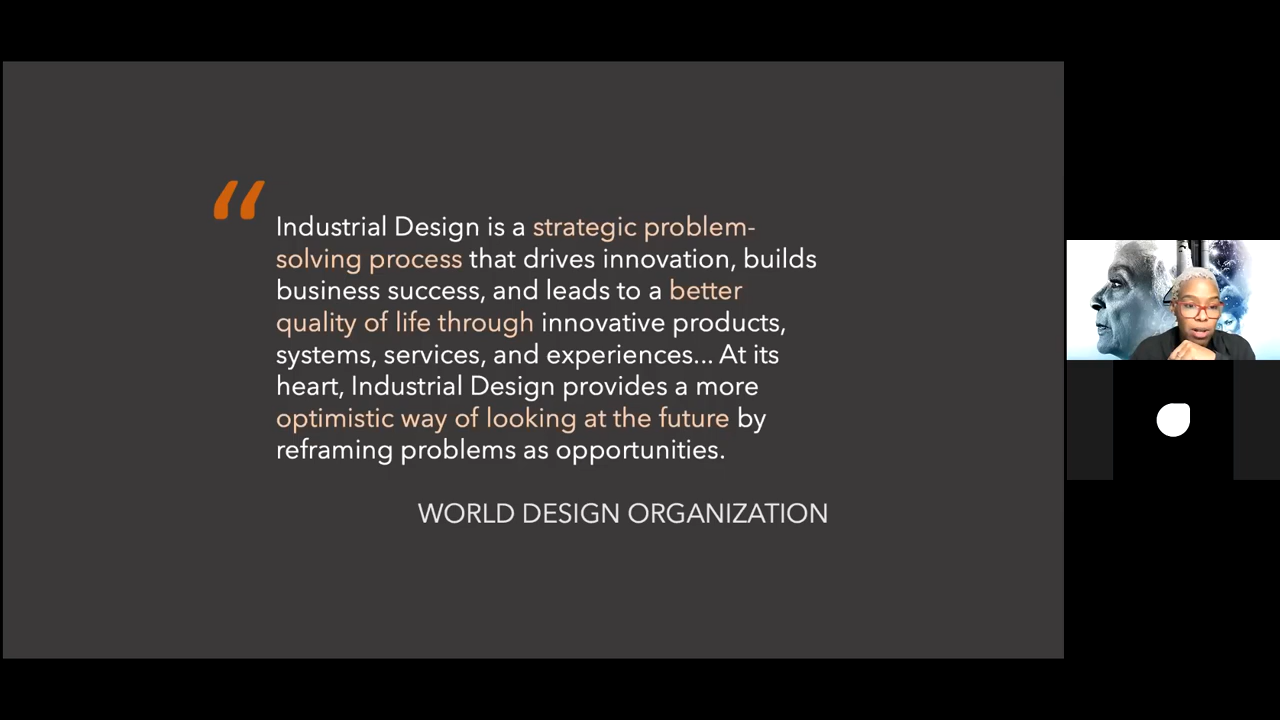 “
Industrial Design is a strategic problem-
solving process that drives innovation, builds
business success, and leads to a better
quality of life through innovative products,
systems, services, and experiences... At its
heart, Industrial Design provides a more
optimistic way of looking at the future by
reframing problems as opportunities.
WORLD DESIGN ORGANIZATION